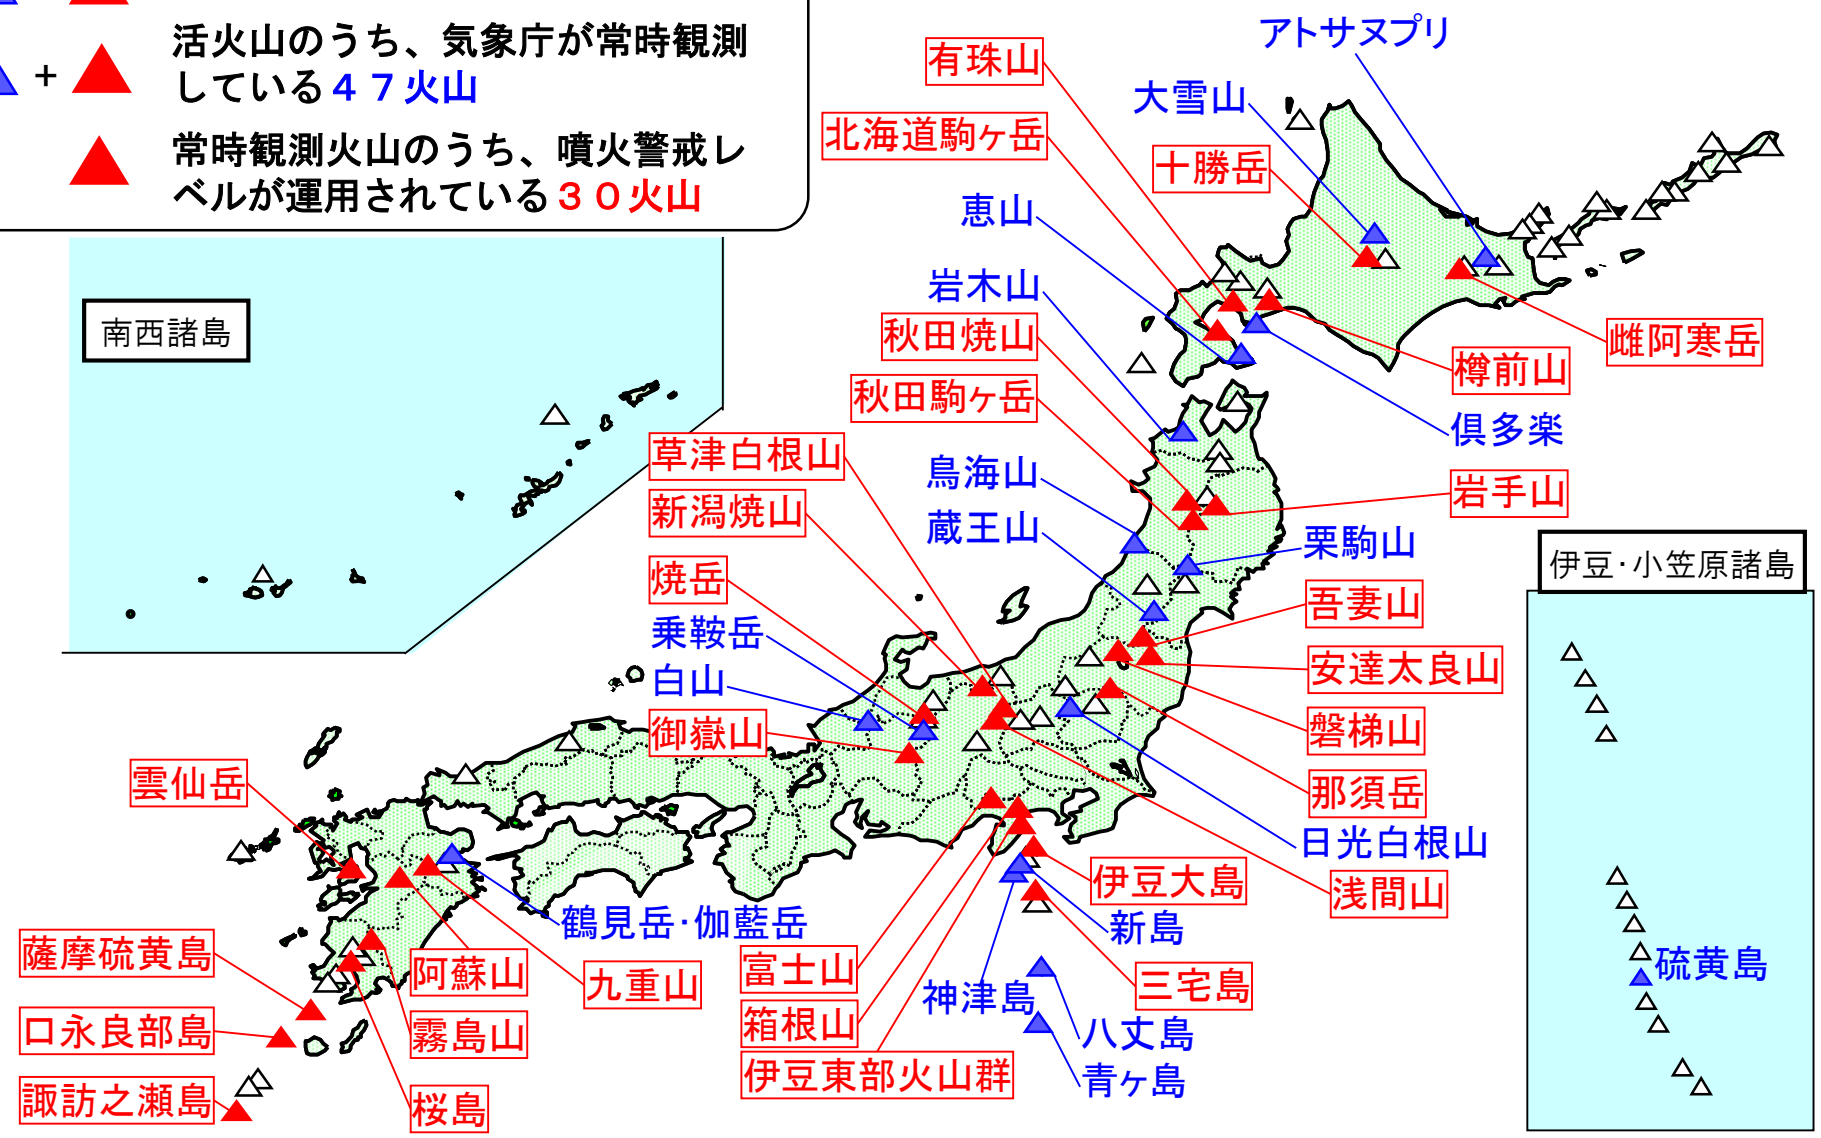 活火山のうち、気象庁が常時観測
している４７火山
+
常時観測火山のうち、噴火警戒レ
ベルが運用されている３０火山
南西諸島
アトサヌプリ
有珠山
大雪山
北海道駒ヶ岳
十勝岳
恵山
岩木山
秋田焼山
雌阿寒岳
樽前山
秋田駒ヶ岳
倶多楽
草津白根山
鳥海山
岩手山
新潟焼山
蔵王山
栗駒山
伊豆・小笠原諸島
焼岳
吾妻山
乗鞍岳
安達太良山
白山
御嶽山
磐梯山
雲仙岳
那須岳
日光白根山
伊豆大島
浅間山
鶴見岳・伽藍岳
新島
薩摩硫黄島
阿蘇山
九重山
富士山
神津島
三宅島
硫黄島
口永良部島
霧島山
箱根山
八丈島
伊豆東部火山群
青ヶ島
諏訪之瀬島
桜島